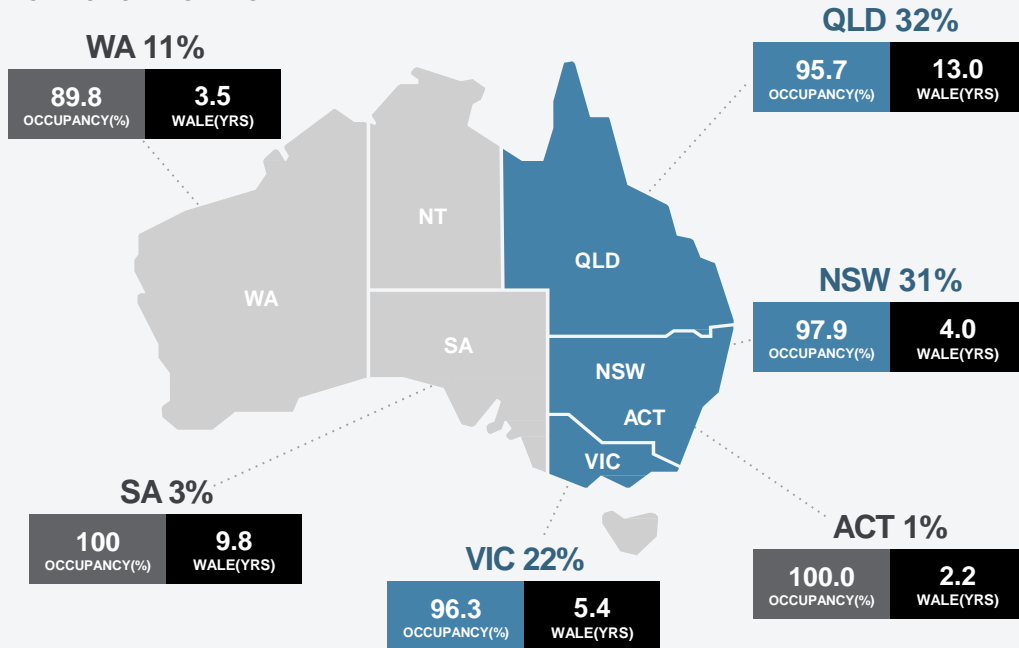 QLD 32%
95.7
OCCUPANCY(%)
13.0
WALE(YRS)
WA 11%
89.8
OCCUPANCY(%)
3.5
WALE(YRS)
NT
QLD
WA
SA
NSW
ACT
VIC
NSW 31%
97.9
OCCUPANCY(%)
4.0
WALE(YRS)
SA 3%
100
OCCUPANCY(%)
9.8
WALE(YRS)
VIC 22%
96.3
OCCUPANCY(%)
5.4
WALE(YRS)
ACT 1%
100.0
OCCUPANCY(%)
2.2
WALE(YRS)